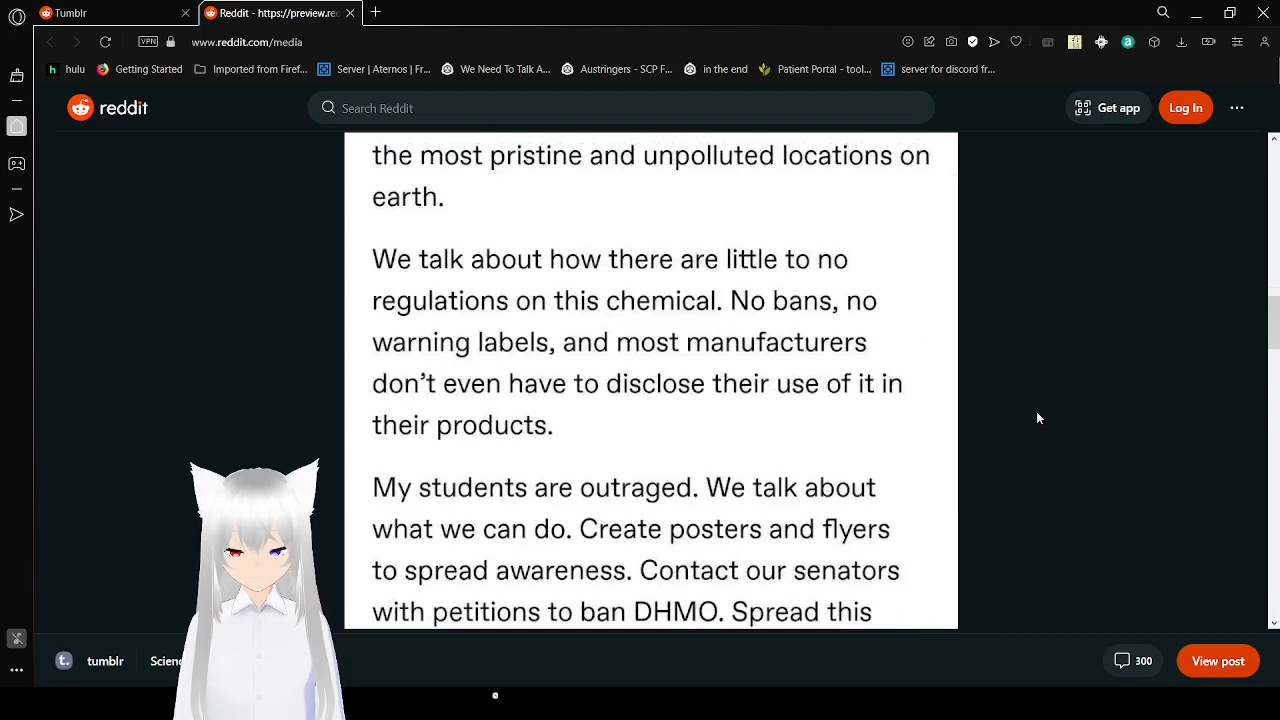 Tumblr
Reddit - https://preview.red
VPN
www.reddit.com/media
hulu
Getting Started
Imported from Firef...
Server | Aternos | Fr...
We Need To Talk A...
Austringers - SCP F...
in the end
Patient Portal - tool...
server for discord fr...
reddit
Search Reddit
Get app
Log In
the most pristine and unpolluted locations on
earth.
We talk about how there are little to no
regulations on this chemical. No bans, no
warning labels, and most manufacturers
don’t even have to disclose their use of it in
their products.
My students are outraged. We talk about
what we can do. Create posters and flyers
to spread awareness. Contact our senators
with petitions to ban DHMO. Spread this
t.
tumblr
Scien
300
View post